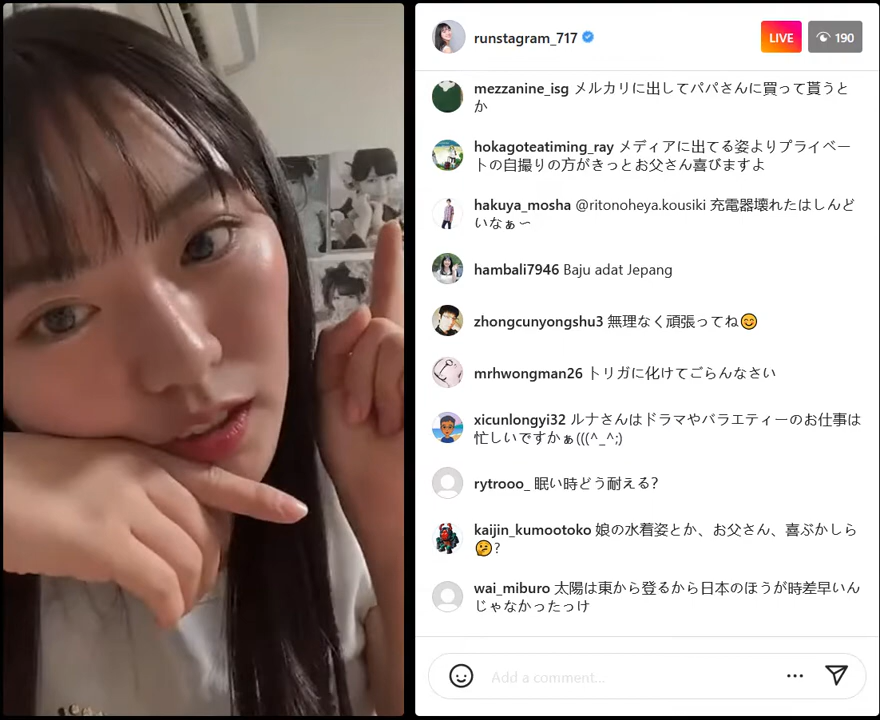 runstagram_717
LIVE
190
mezzanine_isg メルカリに出してパパさんに買って貰うと
か
hokagoteatiming_ray メディアに出てる姿よりプライベー
トの自撮りの方がきっとお父さん喜びますよ
hakuya_mosha @ritonoheya.kousiki 充電器壊れたはしんど
いなぁ〜
hambali7946 Baju adat Jepang
zhongcunyongshu3 無理なく頑張ってね😊
mrhwongman26 トリガに化けてごらんなさい
xicunlongyi32 ルナさんはドラマやバラエティーのお仕事は
忙しいですかぁ(((^_^;)
rytrooo_ 眠い時どう耐える?
kaijin_kumootoko 娘の水着姿とか、お父さん、喜ぶかしら
🤔?
wai_miburo 太陽は東から登るから日本のほうが時差早いん
じゃなかったっけ
Add a comment...